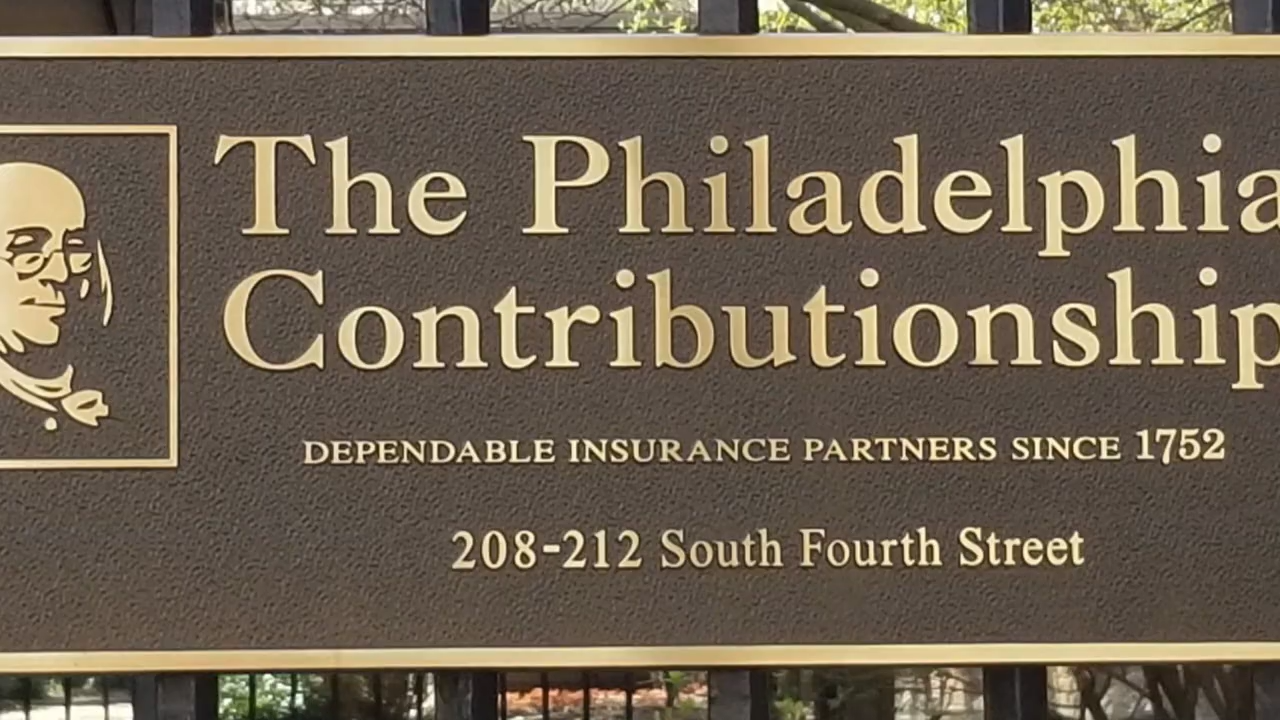 The Philadelphia
Contributionship
DEPENDABLE INSURANCE PARTNERS SINCE 1752
208-212 South Fourth Street